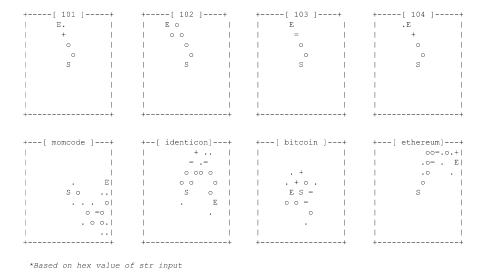 +-----[ 101 ]-----+ +-----[ 102 ]-----+ +-----[ 103 ]-----+ +-----[ 104 ]-----+
| E. | | E o | | E | | .E |
| + | | o o | | = | | + |
| o | | o | | o | | o |
| o | | o | | o | | o |
| S | | S | | S | | S |
| | | | | | | |
| | | | | | | |
| | | | | | | |
| | | | | | | |
+-----------------+ +-----------------+ +-----------------+ +-----------------+
+---[ momcode ]---+ +--[ identicon]---+ +---[ bitcoin ]---+ +--[ ethereum]----+
| | | + .. | | | | oo=.o.+|
| | | = .= | | | | .o= . E|
| | | o oo o | | . + | | .o . |
| . E| | o o o | | . + o . | | o |
| S o ..| | S o | | E S = | | S |
| . . . o| | . E | | o o = | | |
| o =o| | . | | o | | |
| . o o.| | | | . | | |
| ..| | | | | | |
+-----------------+ +-----------------+ +-----------------+ +-----------------+
*Based on hex value of str input